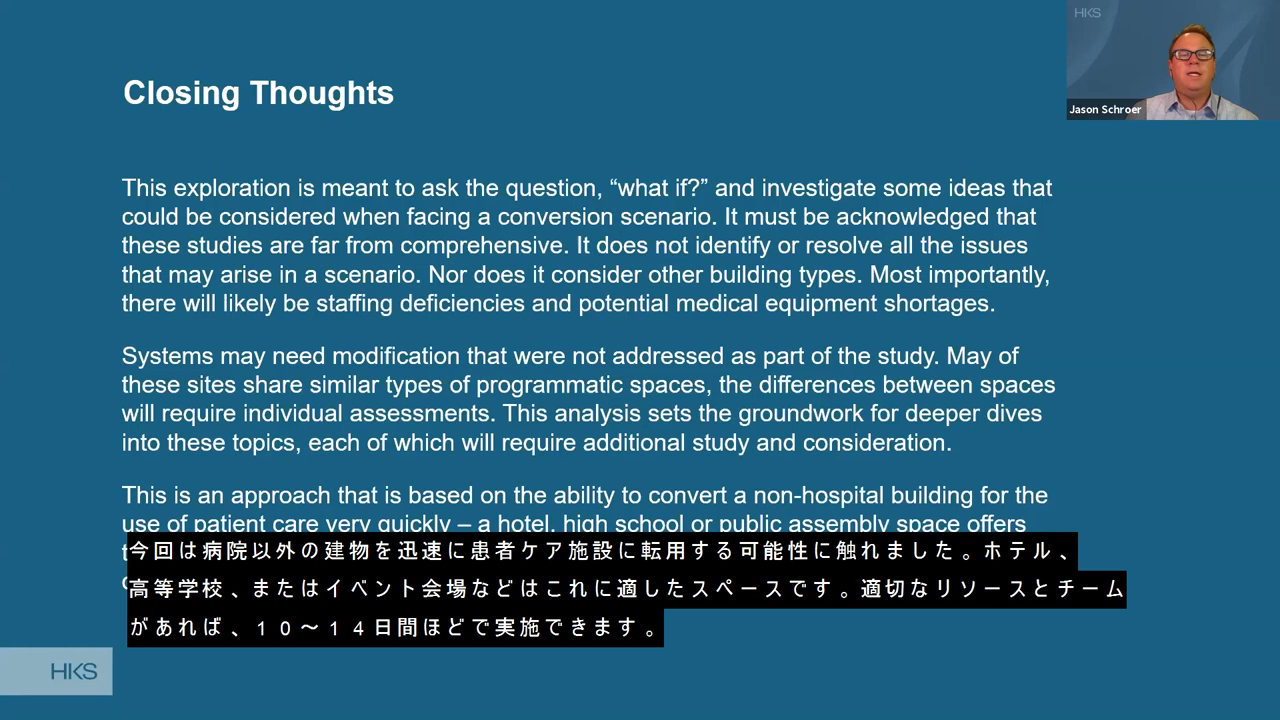 HKS
Jason Schroer
Closing Thoughts
This exploration is meant to ask the question, “what if?” and investigate some ideas that
could be considered when facing a conversion scenario. It must be acknowledged that
these studies are far from comprehensive. It does not identify or resolve all the issues
that may arise in a scenario. Nor does it consider other building types. Most importantly,
there will likely be staffing deficiencies and potential medical equipment shortages.
Systems may need modification that were not addressed as part of the study. May of
these sites share similar types of programmatic spaces, the differences between spaces
will require individual assessments. This analysis sets the groundwork for deeper dives
into these topics, each of which will require additional study and consideration.
This is an approach that is based on the ability to convert a non-hospital building for the
use of patient care very quickly – a hotel, high school or public assembly space offers
今回は病院以外の建物を迅速に患者ケア施設に転用する可能性に触れました。ホテル、
高等学校、またはイベント会場などはこれに適したスペースです。適切なリソースとチーム
があれば、10～14日間ほどで実施できます。
HKS